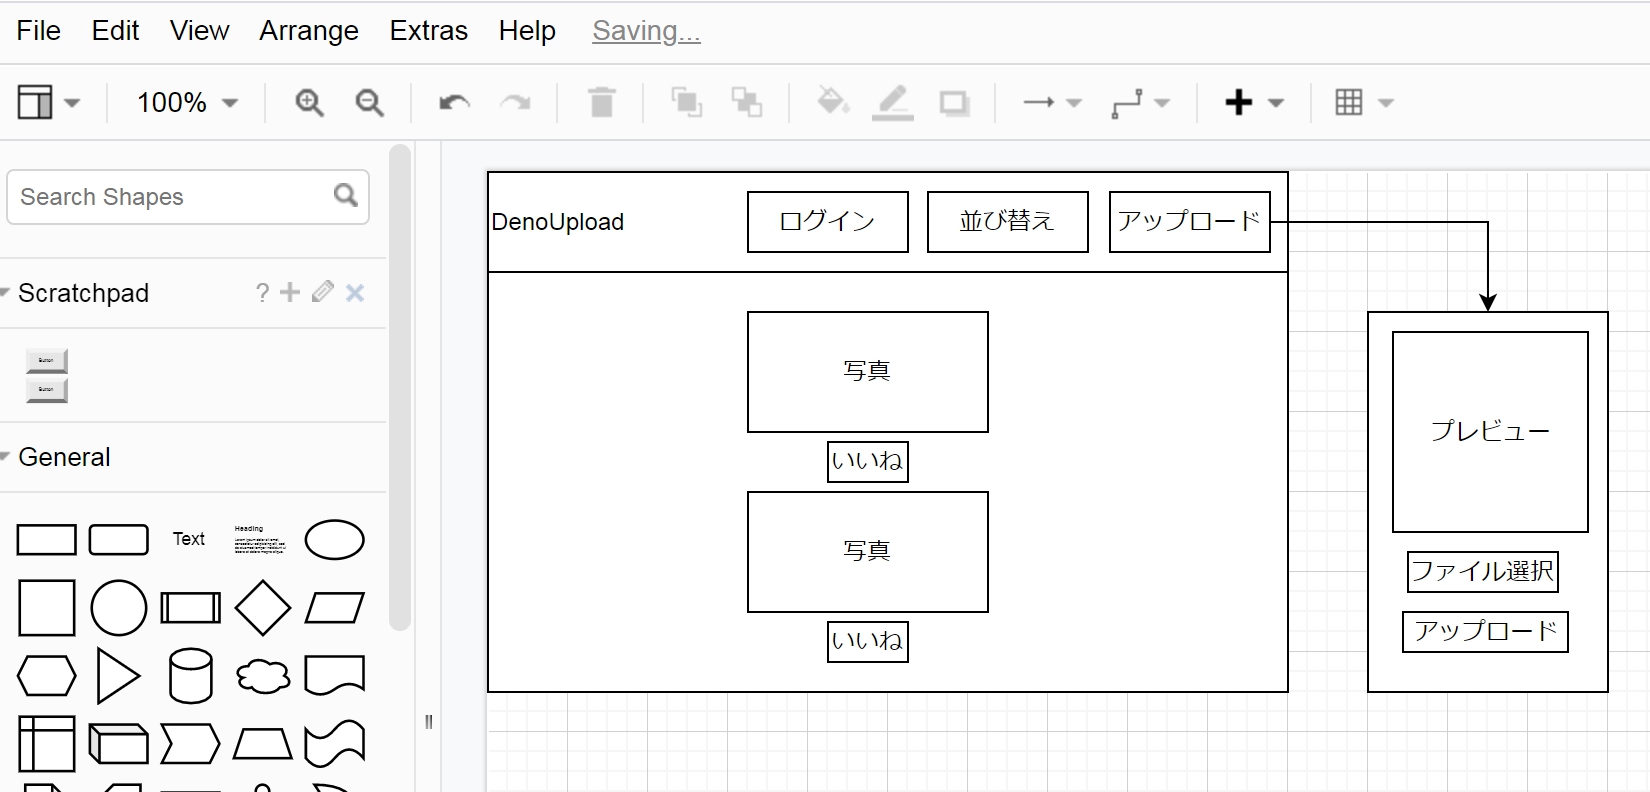 File Edit View Arrange Extras Help Saving...
100%
Search Shapes
Scratchpad ?
Button
Button
General
Text
Heading
DenoUpload
ログイン
並び替え
アップロード
写真
いいね
写真
いいね
プレビュー
ファイル選択
アップロード